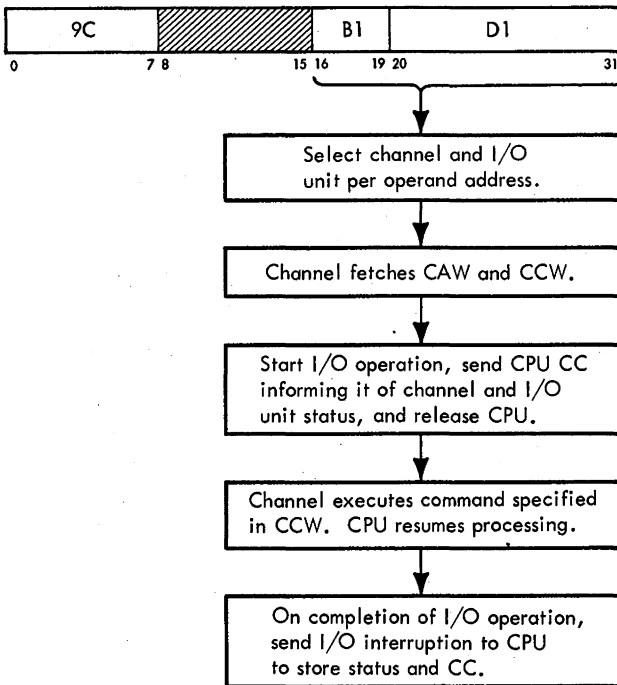 9C B1 D1
0 7 8 15 16 19 20 31
Select channel and I/O
unit per operand address.
Channel fetches CAW and CCW.
Start I/O operation, send CPU CC
informing it of channel and I/O
unit status, and release CPU.
Channel executes command specified
in CCW. CPU resumes processing.
On completion of I/O operation,
send I/O interruption to CPU
to store status and CC.